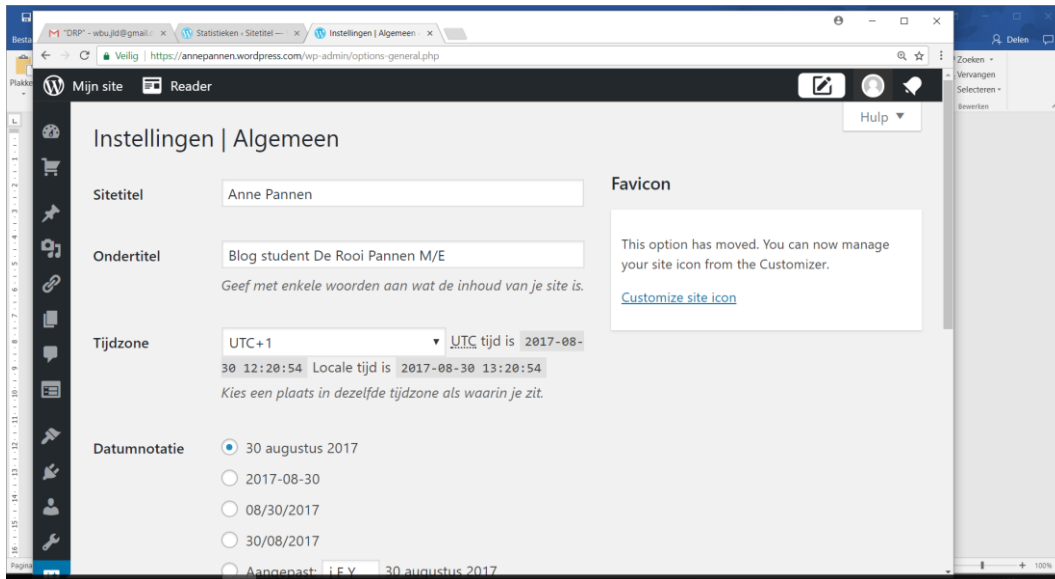 Besta
"DRP" - wbu.jld@gmail.c
Statistieken ‹ Sitetitel —
Instellingen | Algemeen
Delen
Veilig | https://annepannen.wordpress.com/wp-admin/options-general.php
Plakke
Zoeken
Vervangen
Selecteren
Bewerken
Mijn site
Reader
Hulp ▼
Instellingen | Algemeen
Sitetitel
Anne Pannen
Favicon
This option has moved. You can now manage
your site icon from the Customizer.
Customize site icon
Ondertitel
Blog student De Rooi Pannen M/E
Geef met enkele woorden aan wat de inhoud van je site is.
Tijdzone
UTC+1
UTC tijd is 2017-08-
30 12:20:54 Locale tijd is 2017-08-30 13:20:54
Kies een plaats in dezelfde tijdzone als waarin je zit.
Datumnotatie
30 augustus 2017
2017-08-30
08/30/2017
30/08/2017
Aangepast: j F Y 30 augustus 2017
Pagina
100%